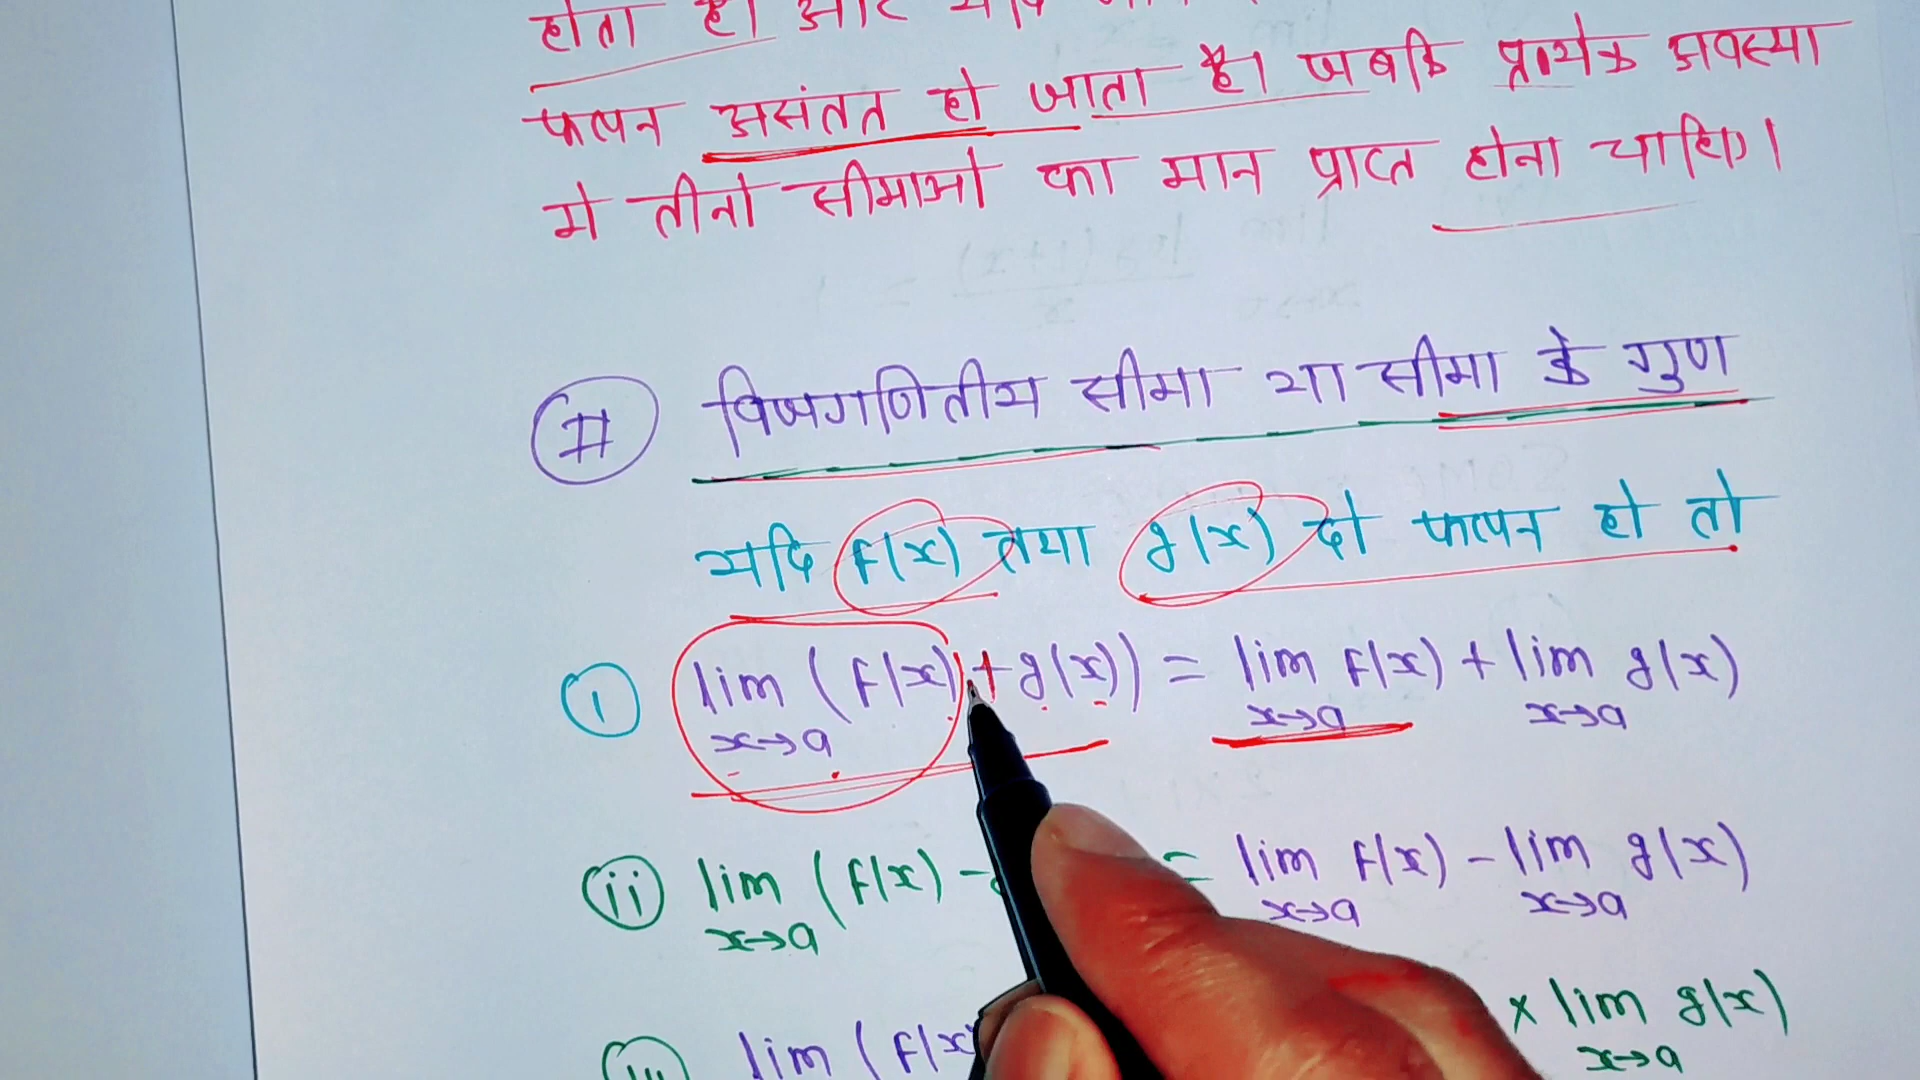 होता है। और
फलन असंतत हो जाता है। जबकि प्रत्येक अवस्था
मे तीनो सीमाओ का मान प्राप्त होना चाहिए।
# विजगणितीय सीमा या सीमा के गुण
यदि f(x) तथा g(x) दो फलन हो तो
(i) lim (f(x) + g(x)) = lim f(x) + lim g(x)
x→a x→a x→a
(ii) lim (f(x) - = lim f(x) - lim g(x)
x→a x→a x→a
(iii) lim (f(x) × lim g(x)
x→a